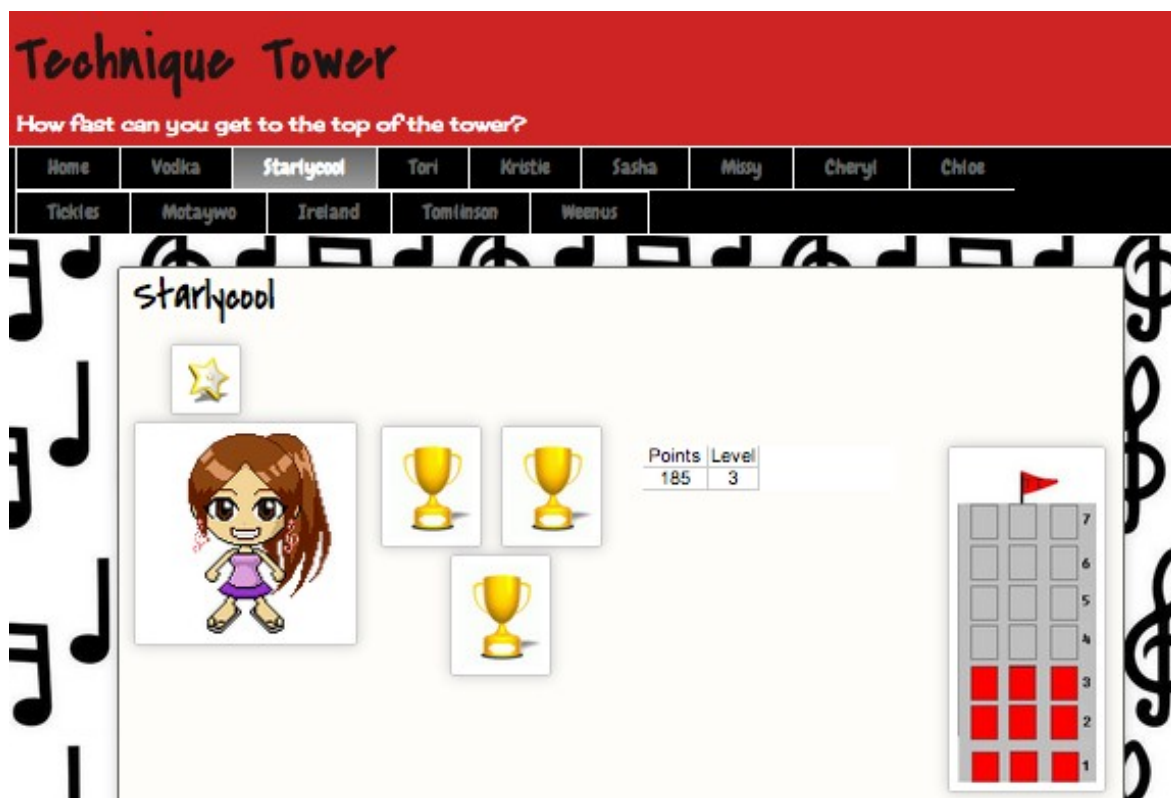 Technique Tower
How fast can you get to the top of the tower?
Home Vodka Starlycool Tori Kristie Sasha Missy Cheryl Chloe
Tickles Motaywo Ireland Tomlinson Weenus
Starlycool
Points Level
185 3
7
6
5
4
3
2
1